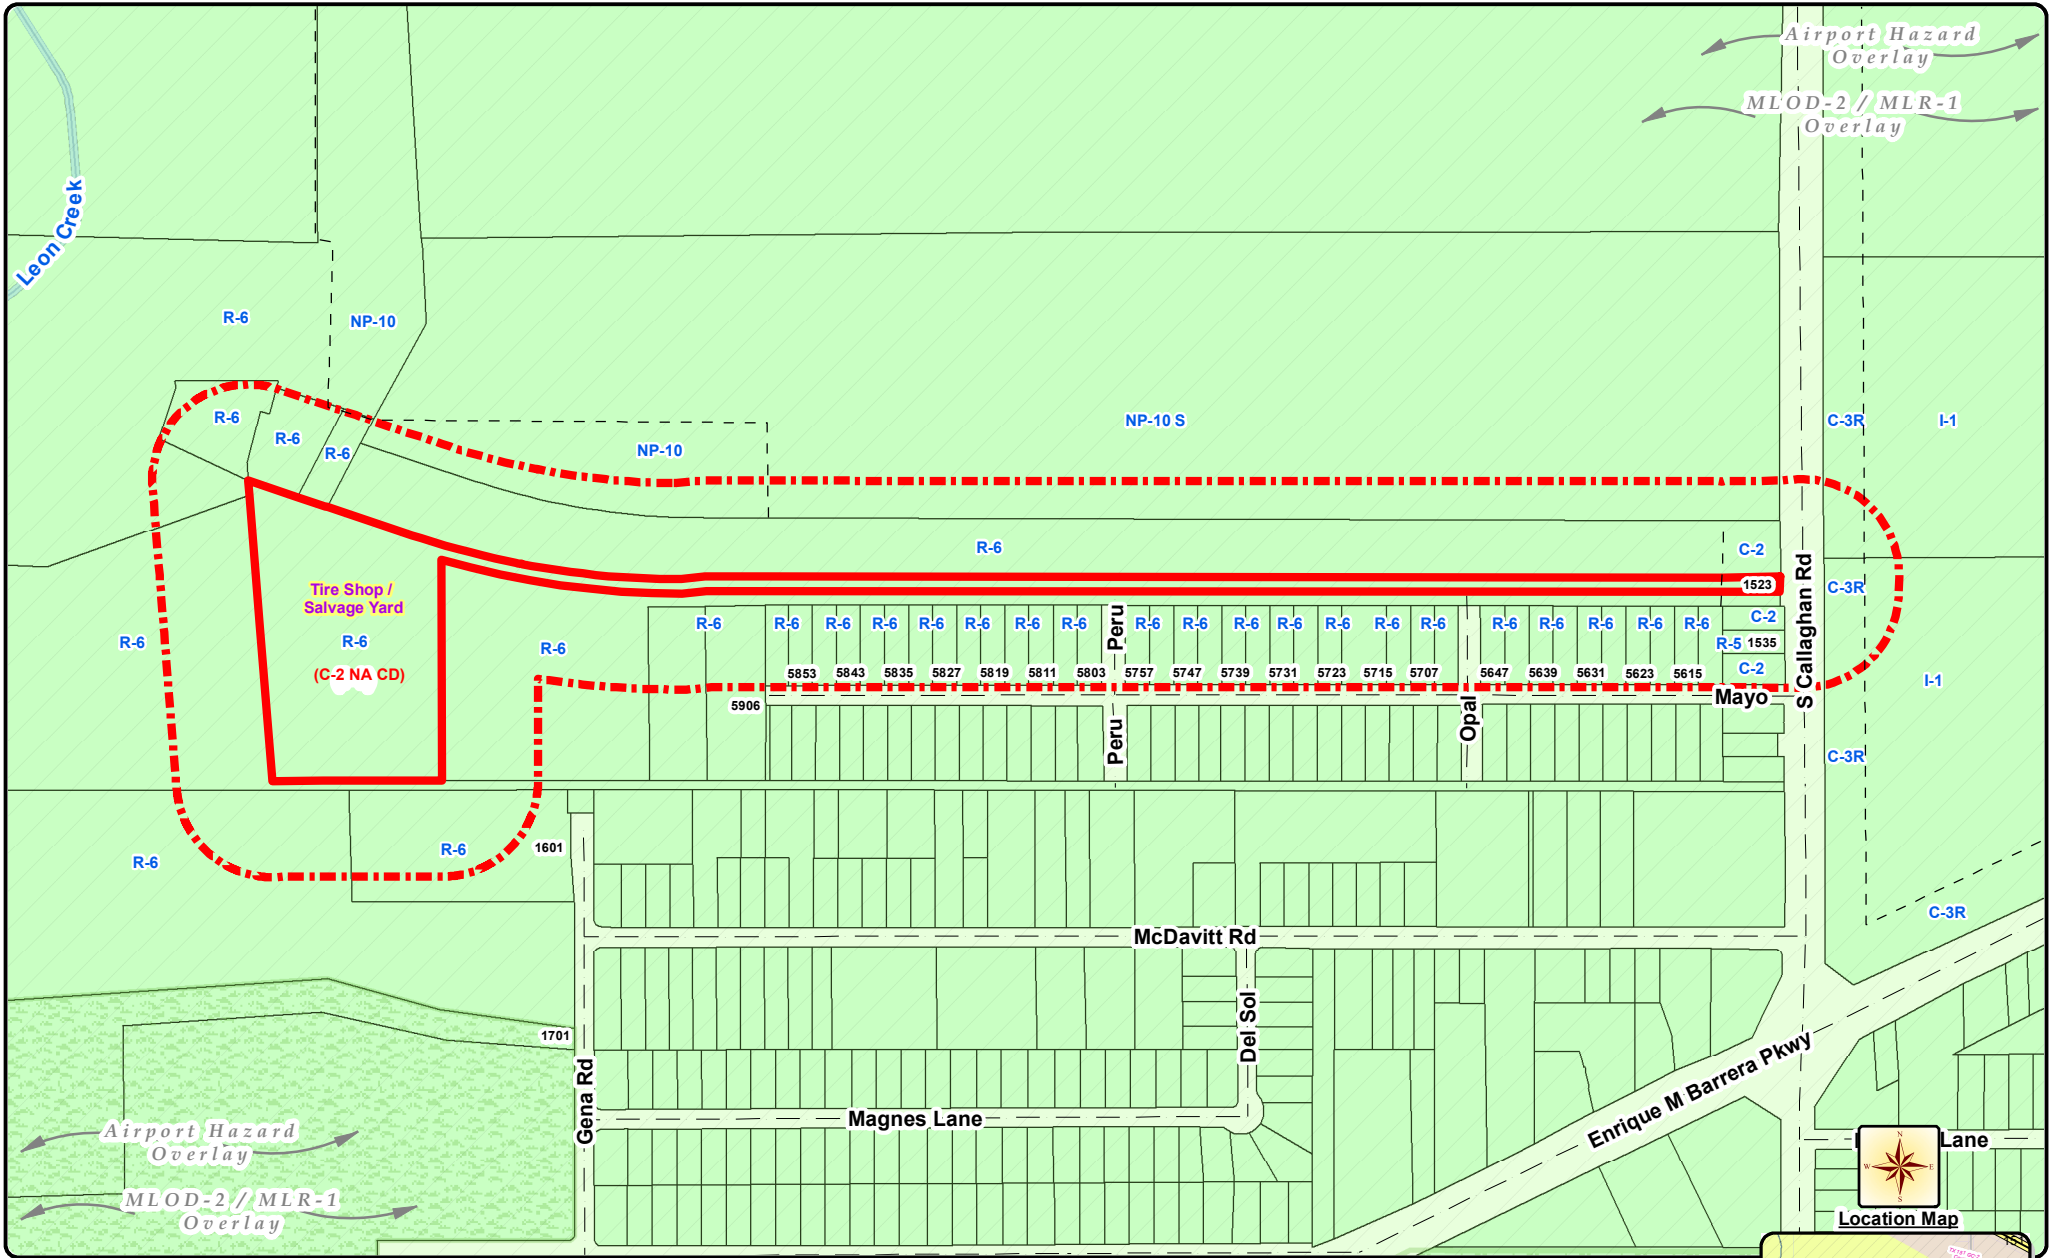 Airport Hazard
Overlay
MLOD-2 / MLR-1
Overlay
Leon Creek
R-6
NP-10
R-6
R-6
R-6
NP-10
NP-10 S
C-3R
I-1
R-6
C-2
1523
C-3R
S Callaghan Rd
Tire Shop /
Salvage Yard
R-6
(C-2 NA CD)
R-6
R-6
R-6
R-6
R-6
R-6
R-6
R-6
R-6
R-6
Peru
R-6
R-6
R-6
R-6
R-6
R-6
R-6
R-6
R-6
R-6
R-6
R-6
C-2
R-5
1535
C-2
5853
5843
5835
5827
5819
5811
5803
5757
5747
5739
5731
5723
5715
5707
5647
5639
5631
5623
5615
Mayo
I-1
5906
Peru
Opal
C-3R
R-6
R-6
1601
C-3R
McDavitt Rd
Del Sol
1701
Gena Rd
Magnes Lane
Enrique M Barrera Pkwy
Airport Hazard
Overlay
MLOD-2 / MLR-1
Overlay
Lane
N
W
E
S
Location Map